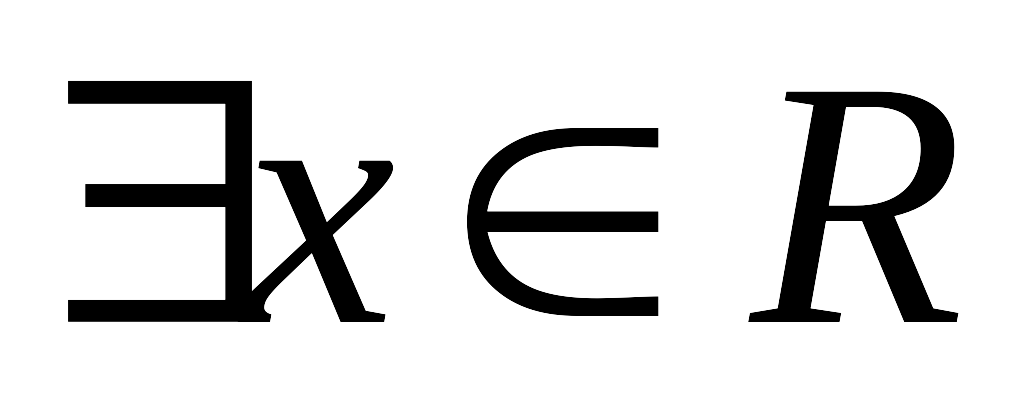 ∃x ∈ R